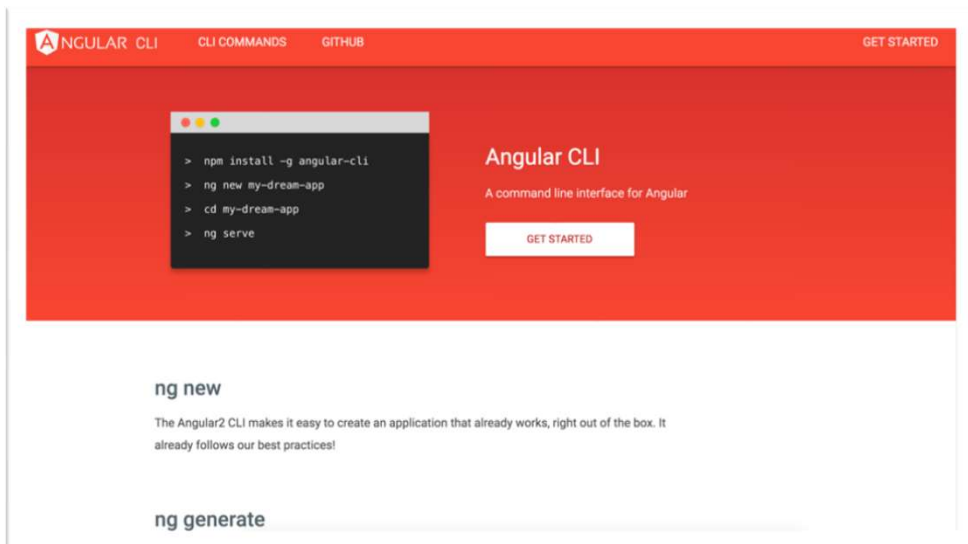 ANGULAR CLI CLI COMMANDS GITHUB GET STARTED
> npm install -g angular-cli
> ng new my-dream-app
> cd my-dream-app
> ng serve
Angular CLI
A command line interface for Angular
GET STARTED
ng new
The Angular2 CLI makes it easy to create an application that already works, right out of the box. It
already follows our best practices!
ng generate